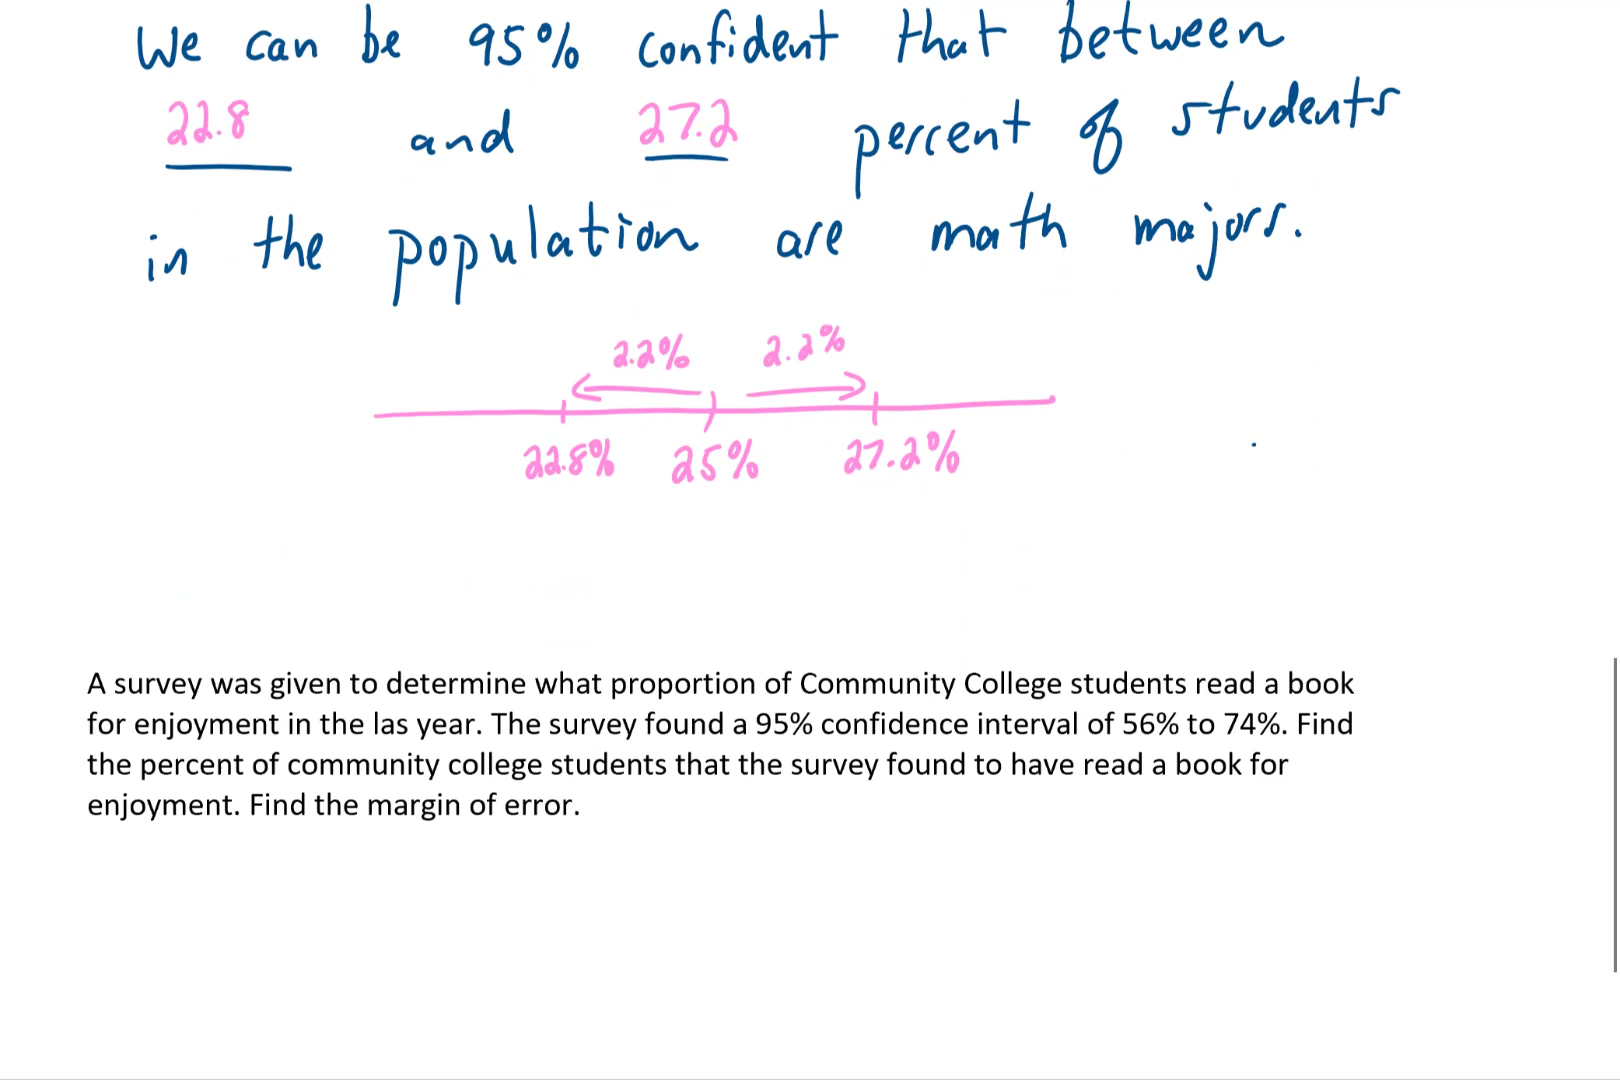 We can be 95% confident that between
22.8 and 27.2 percent of students
in the population are math majors.
2.2% 2.2%
22.8% 25% 27.2%
A survey was given to determine what proportion of Community College students read a book
for enjoyment in the las year. The survey found a 95% confidence interval of 56% to 74%. Find
the percent of community college students that the survey found to have read a book for
enjoyment. Find the margin of error.